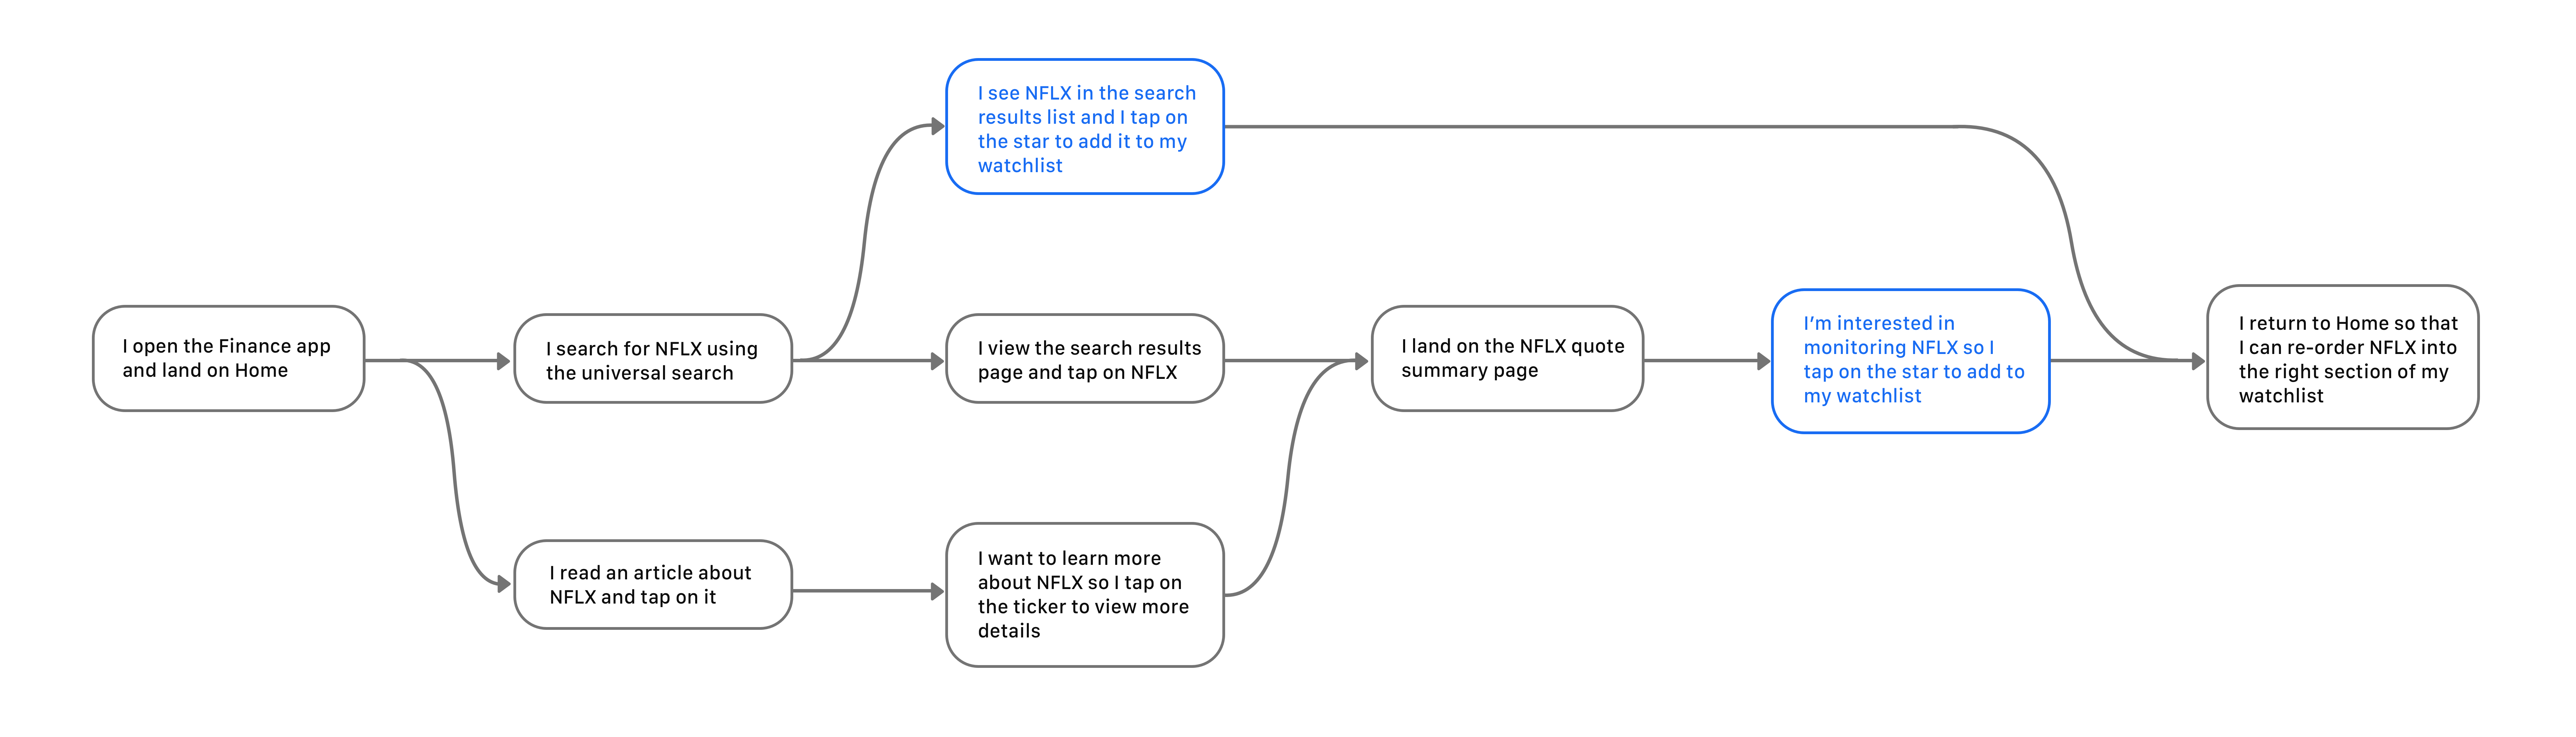 I see NFLX in the search
results list and I tap on
the star to add it to my
watchlist
I open the Finance app
and land on Home
I search for NFLX using
the universal search
I view the search results
page and tap on NFLX
I land on the NFLX quote
summary page
I’m interested in
monitoring NFLX so I
tap on the star to add to
my watchlist
I return to Home so that
I can re-order NFLX into
the right section of my
watchlist
I read an article about
NFLX and tap on it
I want to learn more
about NFLX so I tap on
the ticker to view more
details